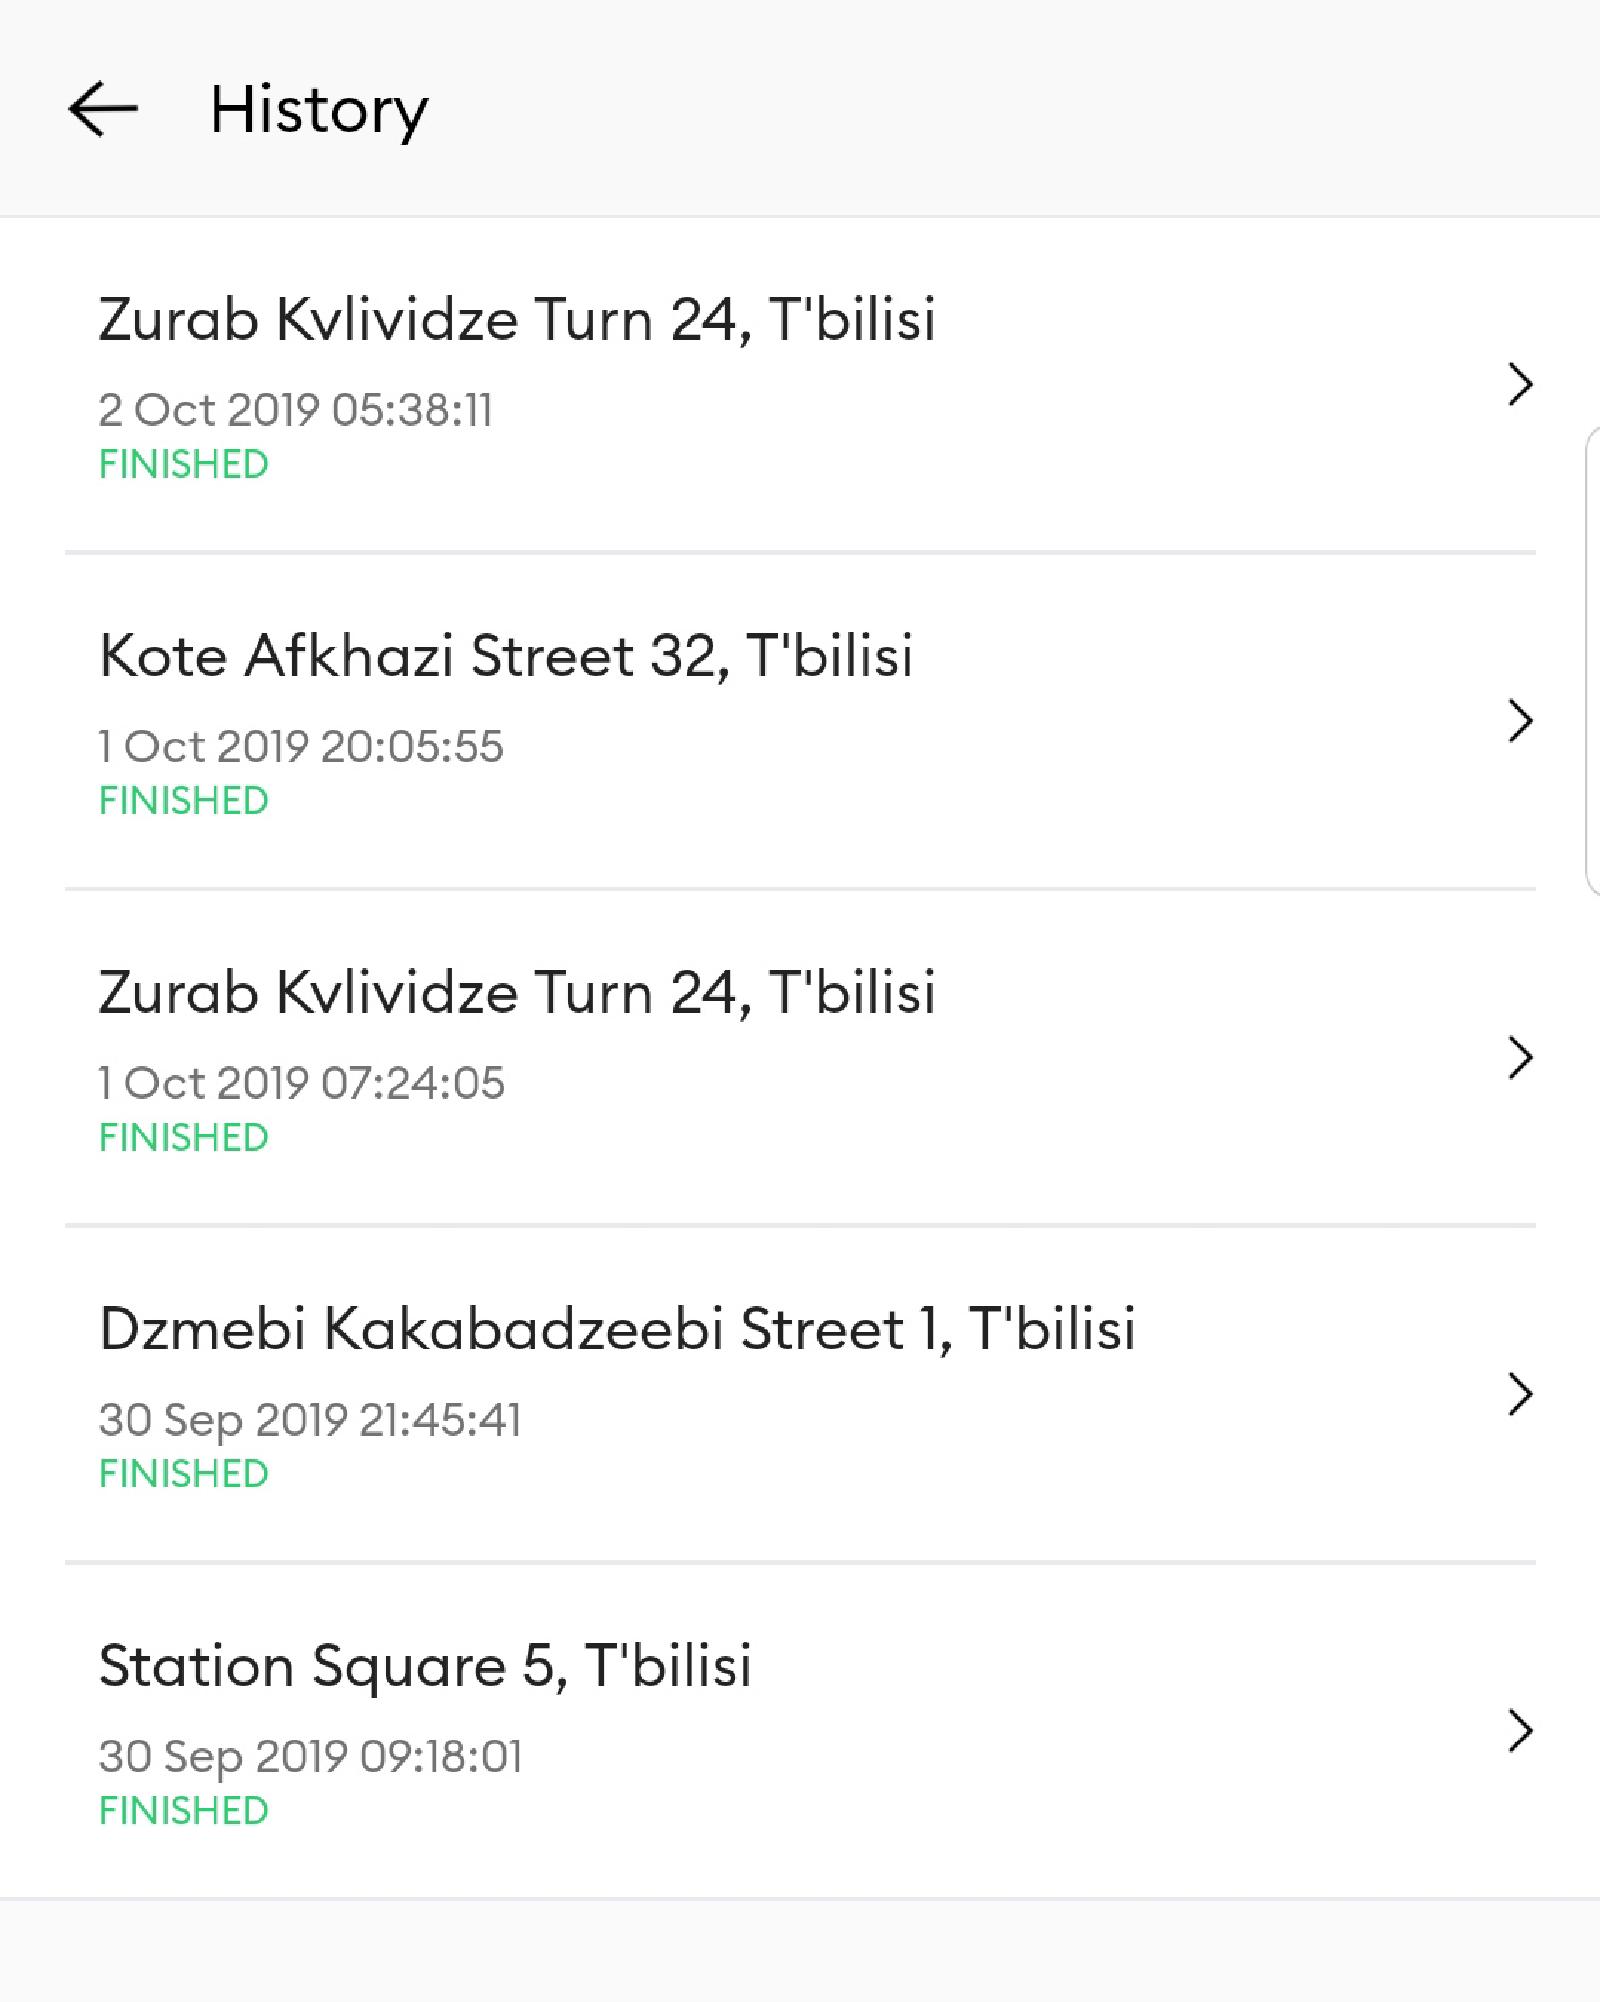 History
Zurab Kvlividze Turn 24, T'bilisi
2 Oct 2019 05:38:11
FINISHED
Kote Afkhazi Street 32, T'bilisi
1 Oct 2019 20:05:55
FINISHED
Zurab Kvlividze Turn 24, T'bilisi
1 Oct 2019 07:24:05
FINISHED
Dzmebi Kakabadzeebi Street 1, T'bilisi
30 Sep 2019 21:45:41
FINISHED
Station Square 5, T'bilisi
30 Sep 2019 09:18:01
FINISHED